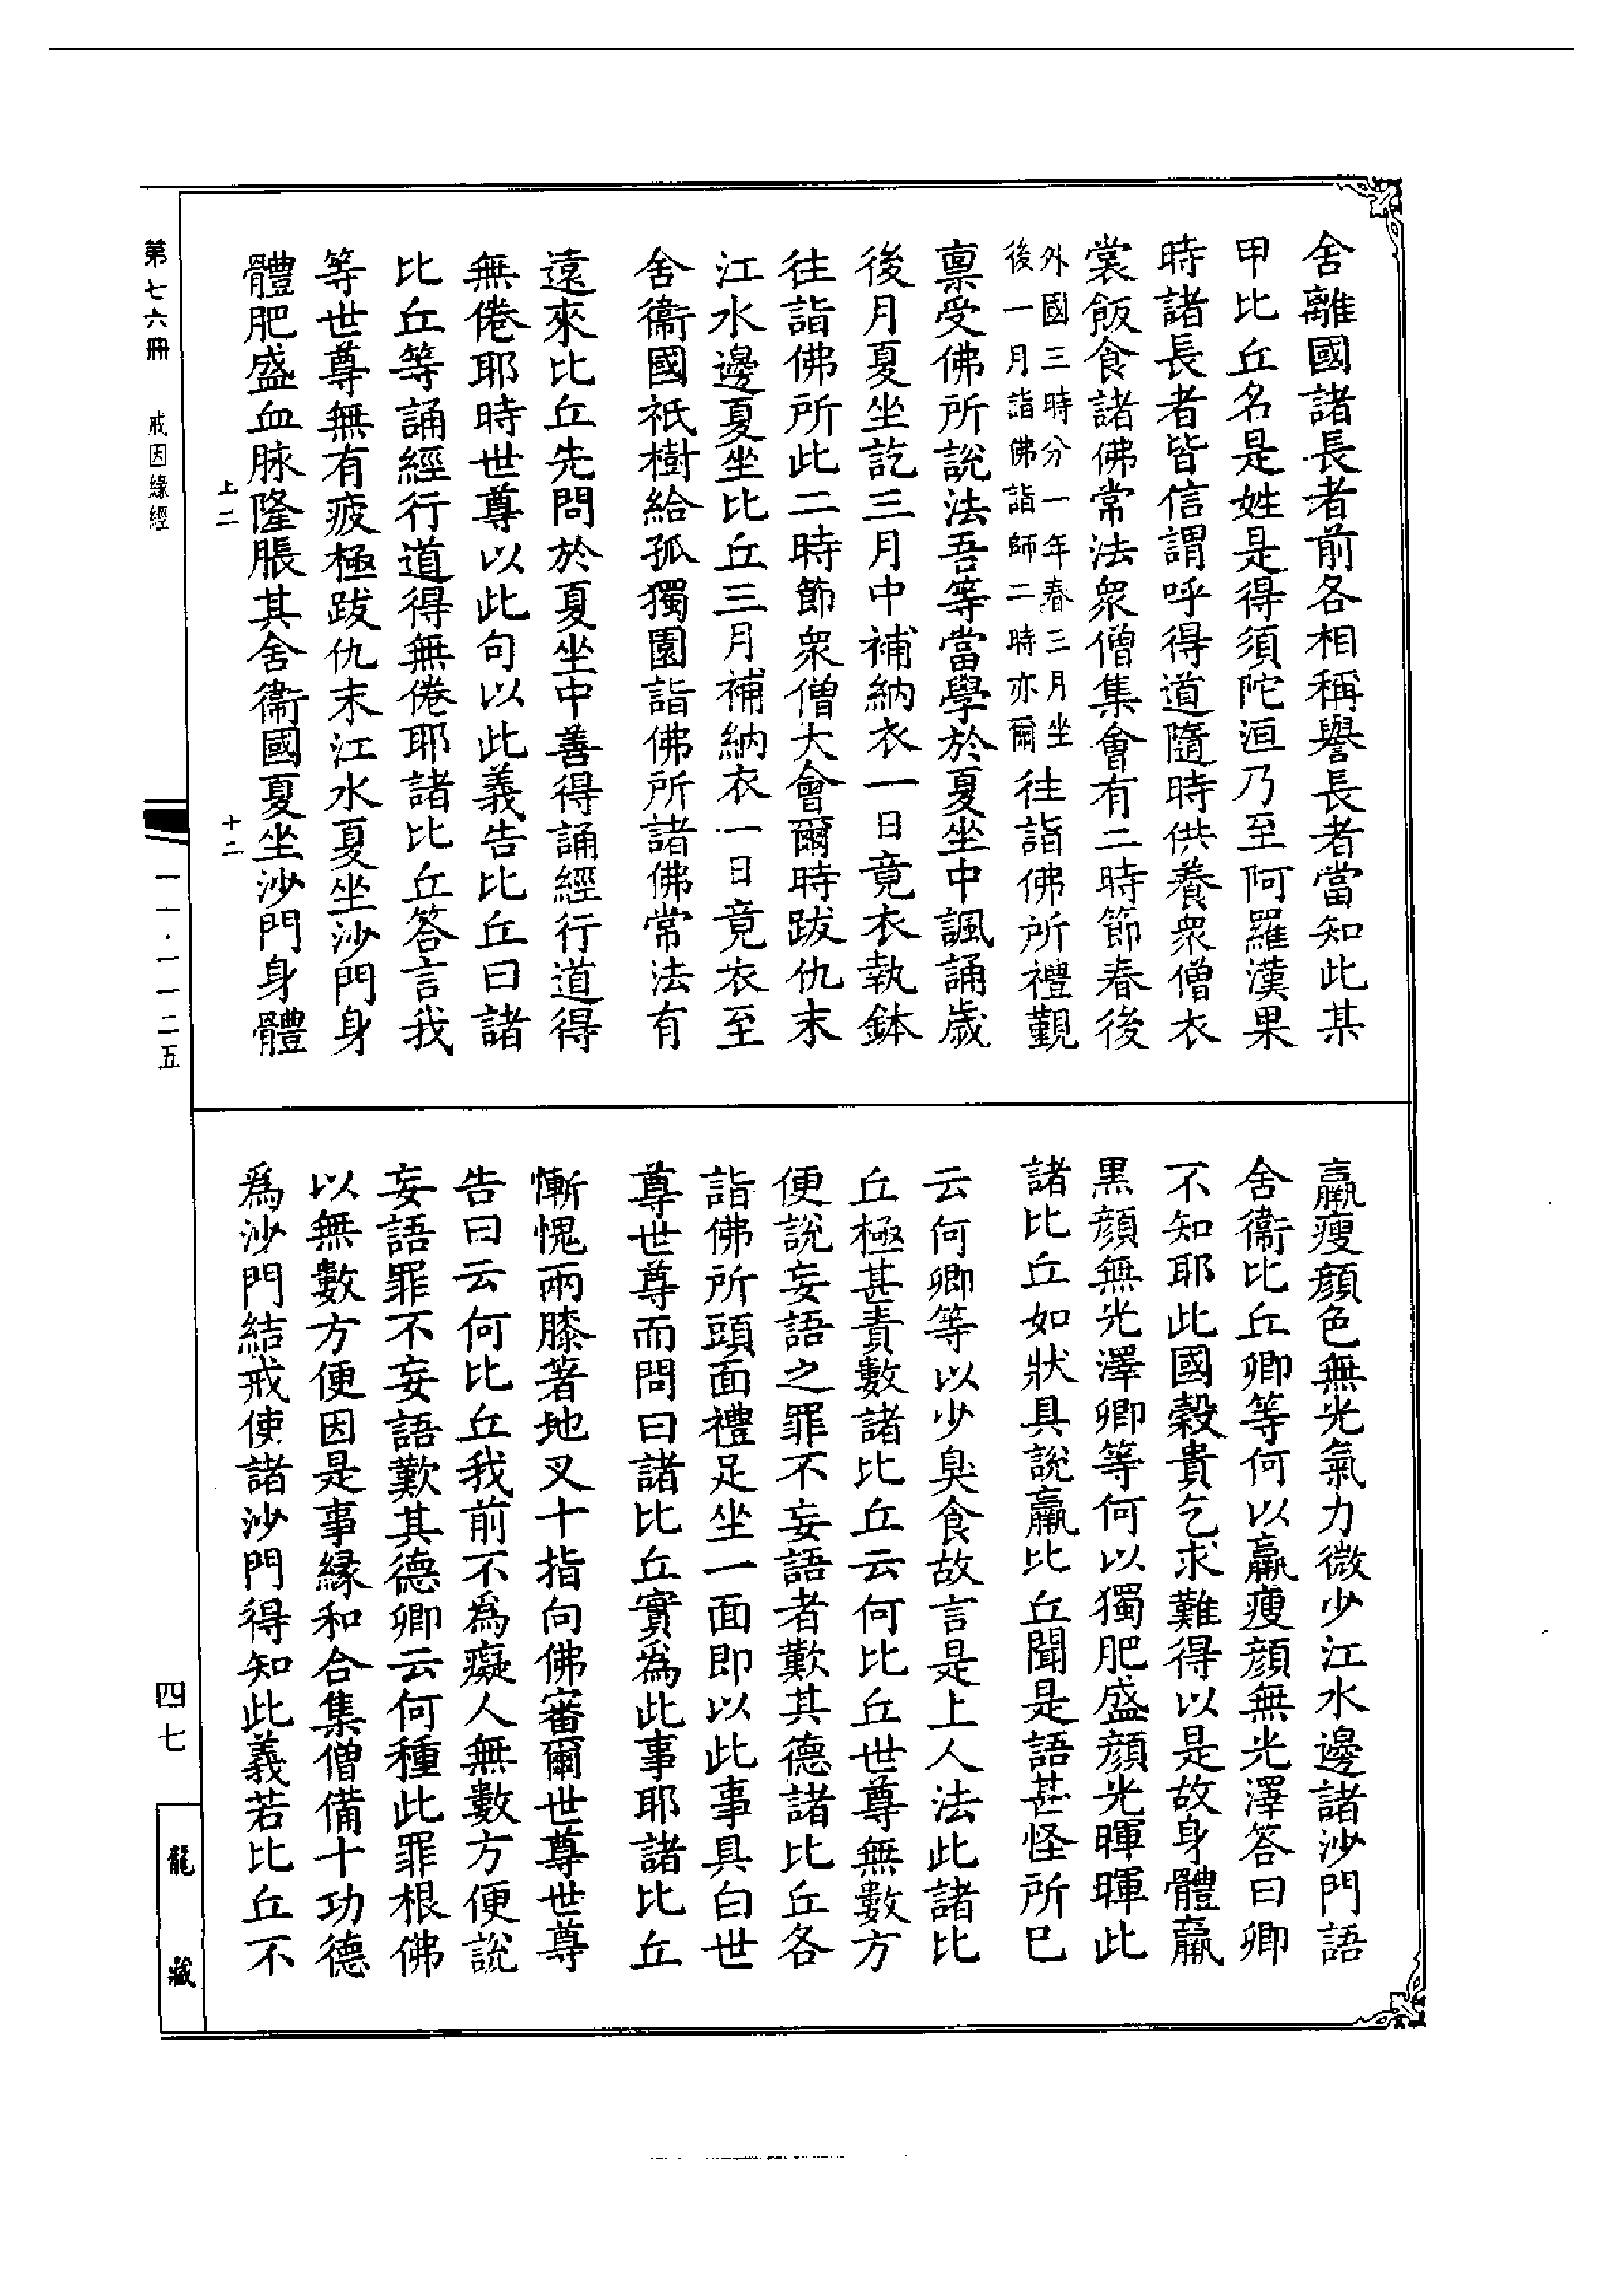 舍離國諸長者前各相稱譽長者當知此某
甲比丘名是姓是得須陀洹乃至阿羅漢果
時諸長者皆信謂呼得道隨時供養衆僧衣
裳飯食諸佛常法衆僧集會有二時節春後
外國三時分一年春三月坐
後一月詣佛詣師二時亦爾
往詣佛所禮覲
稟受佛所說法吾等當學於夏坐中諷誦歲
後月夏坐訖三月中補納衣一日竟衣執鉢
往詣佛所此二時節衆僧大會爾時跋仇末
江水邊夏坐比丘三月補納衣一日竟衣至
舍衞國祇樹給孤獨園詣佛所諸佛常法有
遠來比丘先問於夏坐中善得誦經行道得
無倦耶時世尊以此句以此義告比丘曰諸
比丘等誦經行道得無倦耶諸比丘答言我
等世尊無有疲極跋仇末江水夏坐沙門身
體肥盛血脉隆脹其舍衞國夏坐沙門身體
上二
十二
羸瘦顏色無光氣力微少江水邊諸沙門語
舍衞比丘卿等何以羸瘦顏無光澤答曰卿
不知耶此國穀貴乞求難得以是故身體羸
黑顏無光澤卿等何以獨肥盛顏光暉暉此
諸比丘如狀具說羸比丘聞是語甚怪所已
云何卿等以少臭食故言是上人法此諸比
丘極甚責數諸比丘云何比丘世尊無數方
便說妄語之罪不妄語者歎其德諸比丘各
詣佛所頭面禮足坐一面即以此事具白世
尊世尊而問曰諸比丘實爲此事耶諸比丘
慚愧兩膝著地叉十指向佛審爾世尊世尊
告曰云何比丘我前不爲癡人無數方便說
妄語罪不妄語歎其德卿云何種此罪根佛
以無數方便因是事緣和合集僧備十功德
爲沙門結戒使諸沙門得知此義若比丘不
第七六冊
戒因緣經
一一·一一二五
四七
龍藏